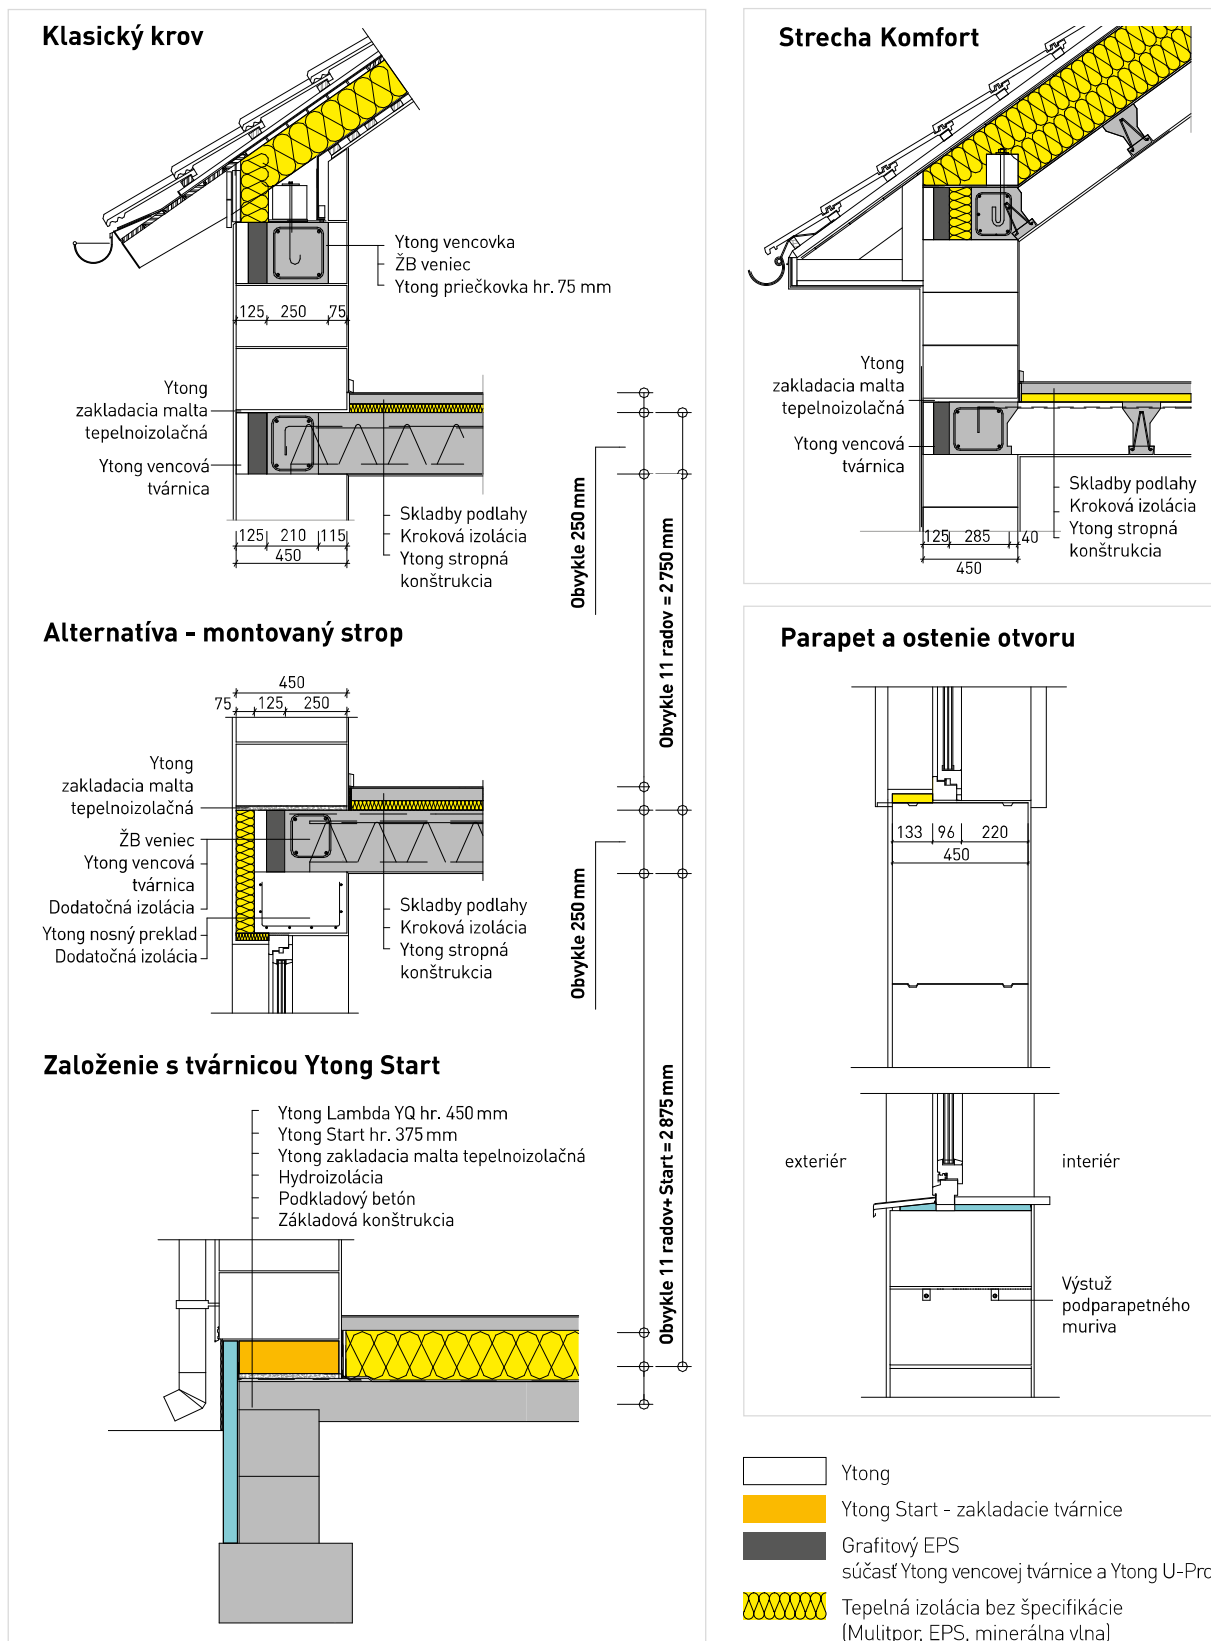 Klasický krov
Ytong vencovka
ŽB veniec
Ytong priečkovka hr. 75 mm
125 250 75
Ytong
zakladacia malta
tepelnoizolačná
Ytong vencová
tvárnica
125 210 115
450
Skladby podlahy
Kroková izolácia
Ytong stropná
konštrukcia
Obvykle 250 mm
Obvykle 11 radov = 2 750 mm
Alternatíva - montovaný strop
450
75 125 250
Ytong
zakladacia malta
tepelnoizolačná
ŽB veniec
Ytong vencová
tvárnica
Dodatočná izolácia
Ytong nosný preklad
Dodatočná izolácia
Skladby podlahy
Kroková izolácia
Ytong stropná
konštrukcia
Obvykle 250 mm
Obvykle 11 radov+ Start = 2 875 mm
Založenie s tvárnicou Ytong Start
Ytong Lambda YQ hr. 450 mm
Ytong Start hr. 375 mm
Ytong zakladacia malta tepelnoizolačná
Hydroizolácia
Podkladový betón
Základová konštrukcia
Strecha Komfort
Ytong
zakladacia malta
tepelnoizolačná
Ytong vencová
tvárnica
Skladby podlahy
Kroková izolácia
Ytong stropná
konštrukcia
125 285 40
450
Parapet a ostenie otvoru
133 96 220
450
exteriér
interiér
Výstuž
podparapetného
muriva
Ytong
Ytong Start - zakladacie tvárnice
Grafitový EPS
súčasť Ytong vencovej tvárnice a Ytong U-Pro
Tepelná izolácia bez špecifikácie
(Mulitpor, EPS, minerálna vlna)